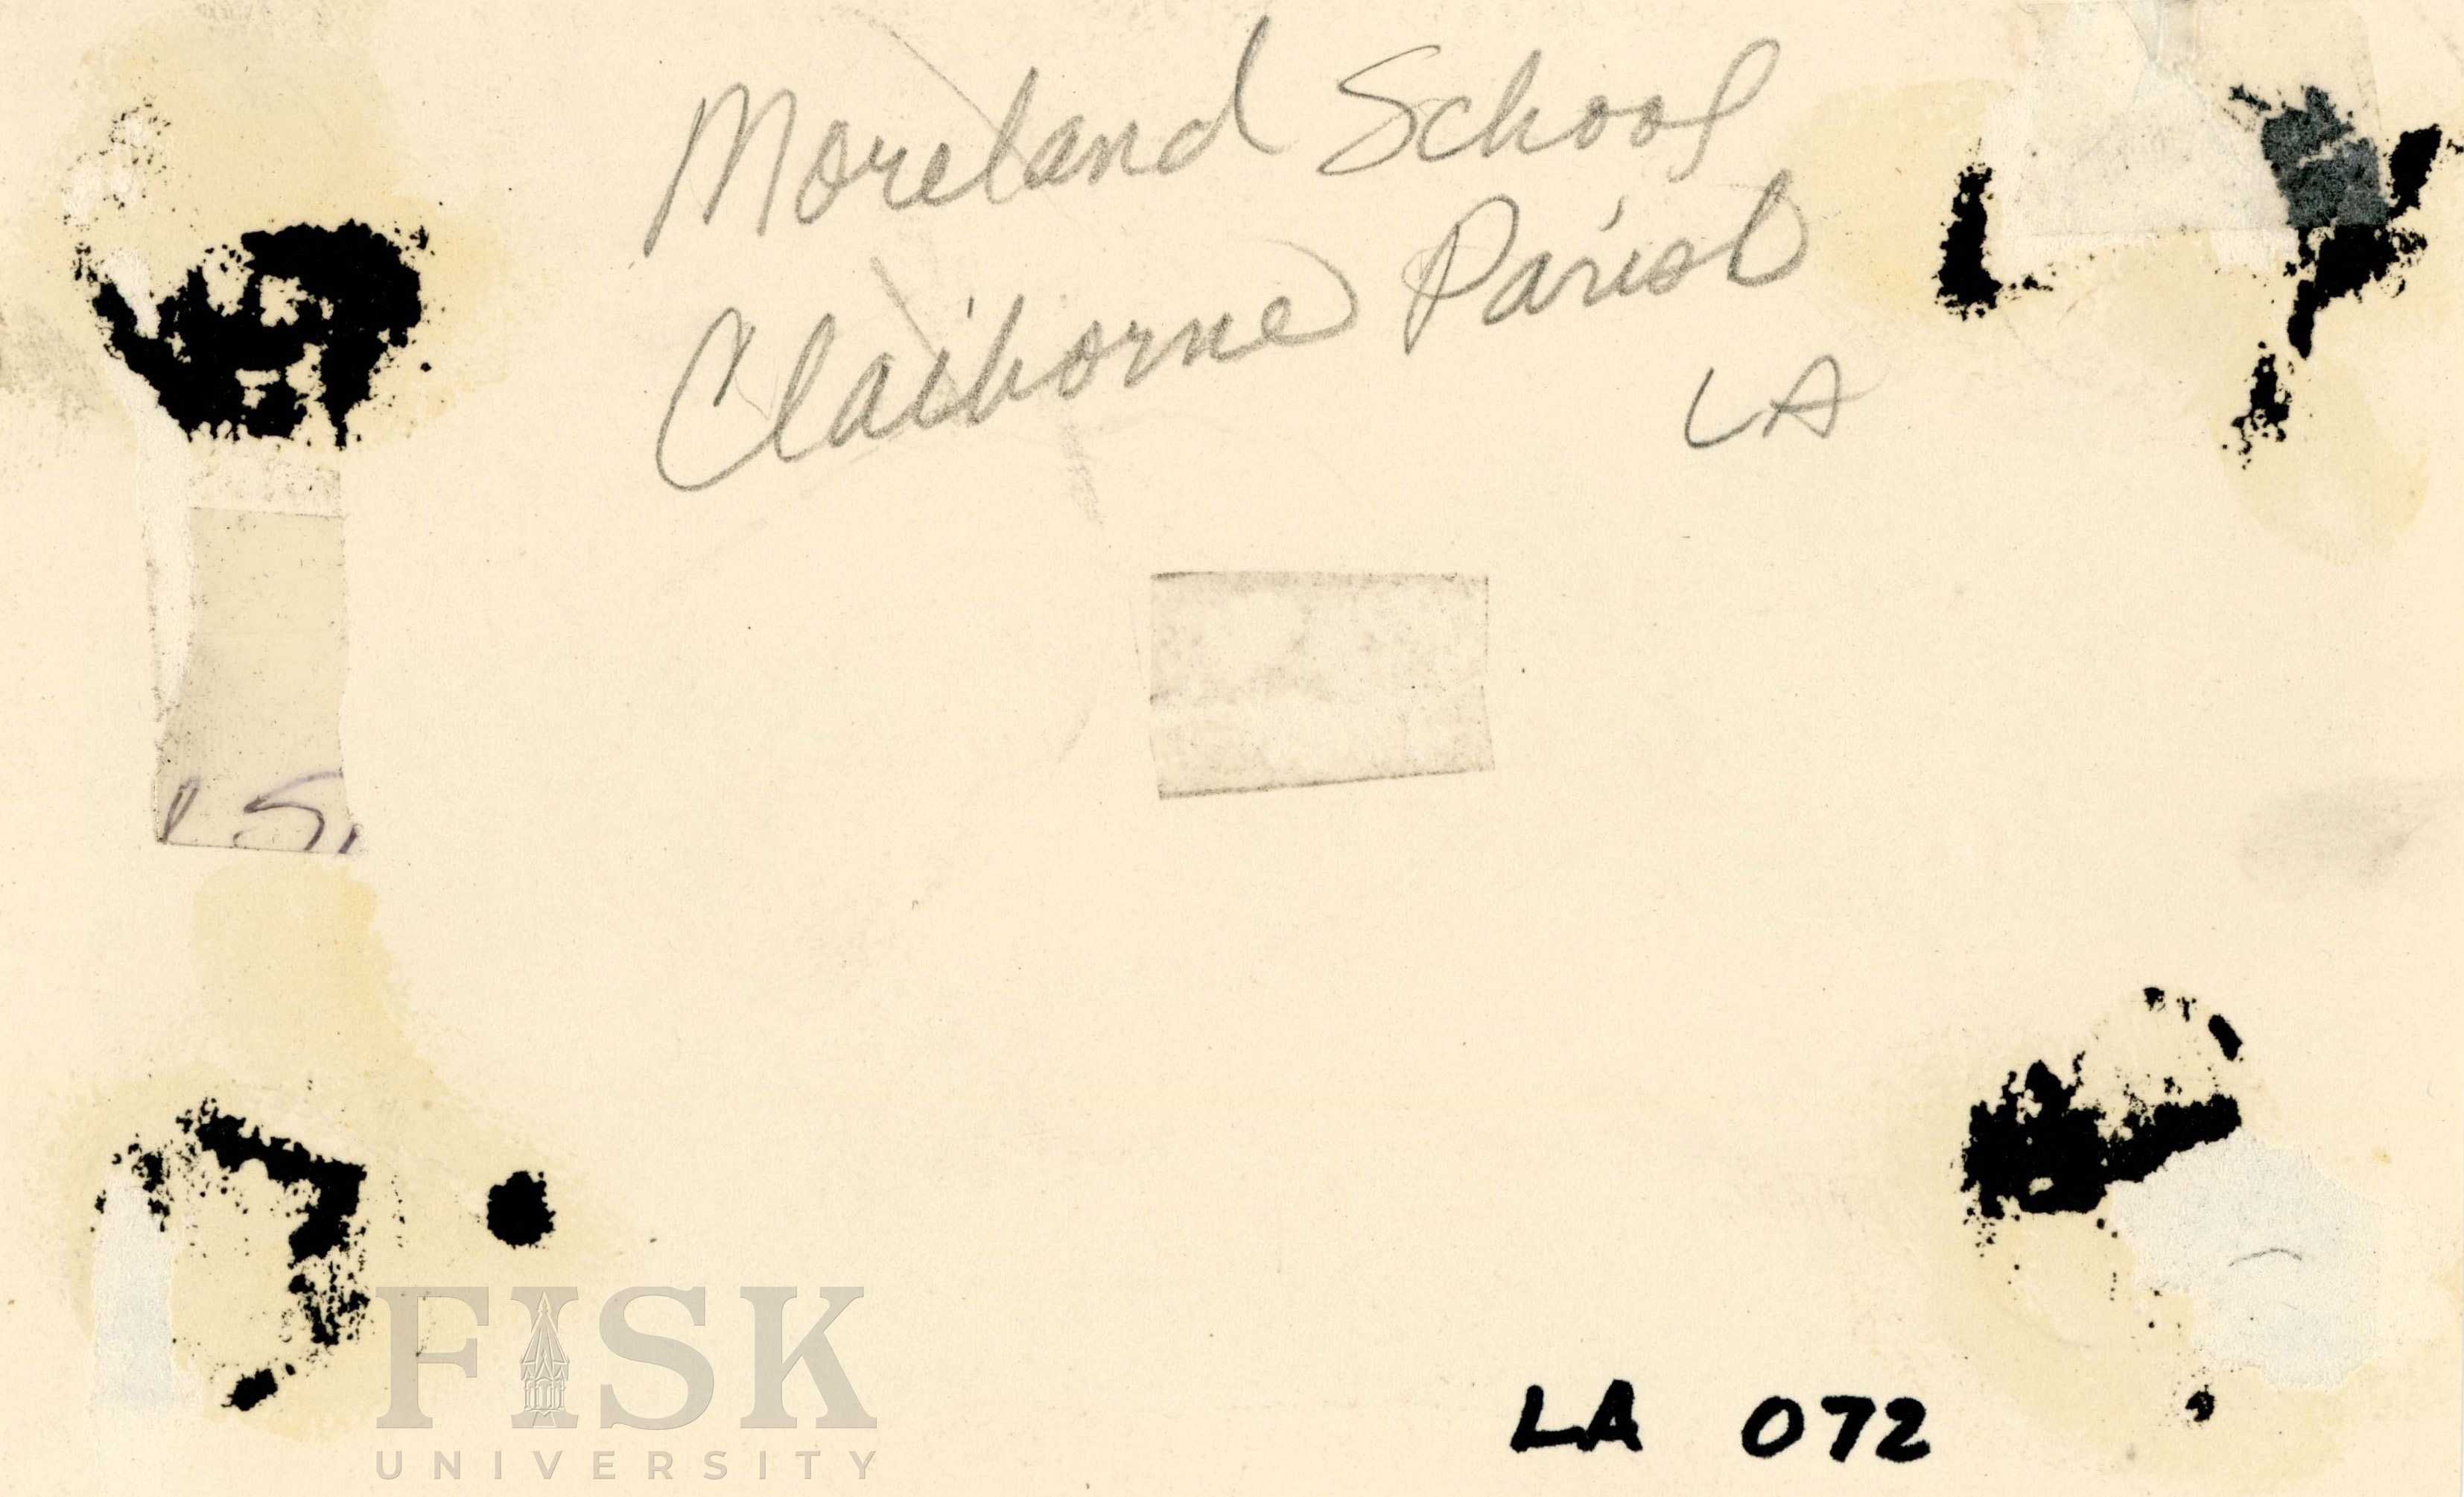 Moreland School
Claiborne Parish
LA
FISK
UNIVERSITY
LA 072